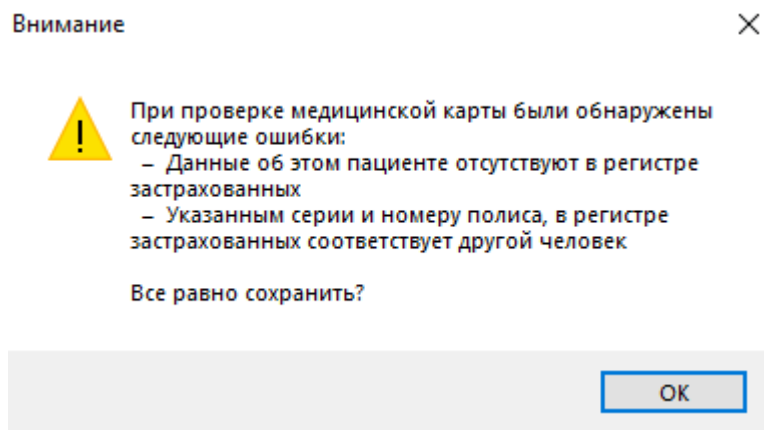 Внимание
При проверке медицинской карты были обнаружены
следующие ошибки:
– Данные об этом пациенте отсутствуют в регистре
застрахованных
– Указанным серии и номеру полиса, в регистре
застрахованных соответствует другой человек
Все равно сохранить?
ОК